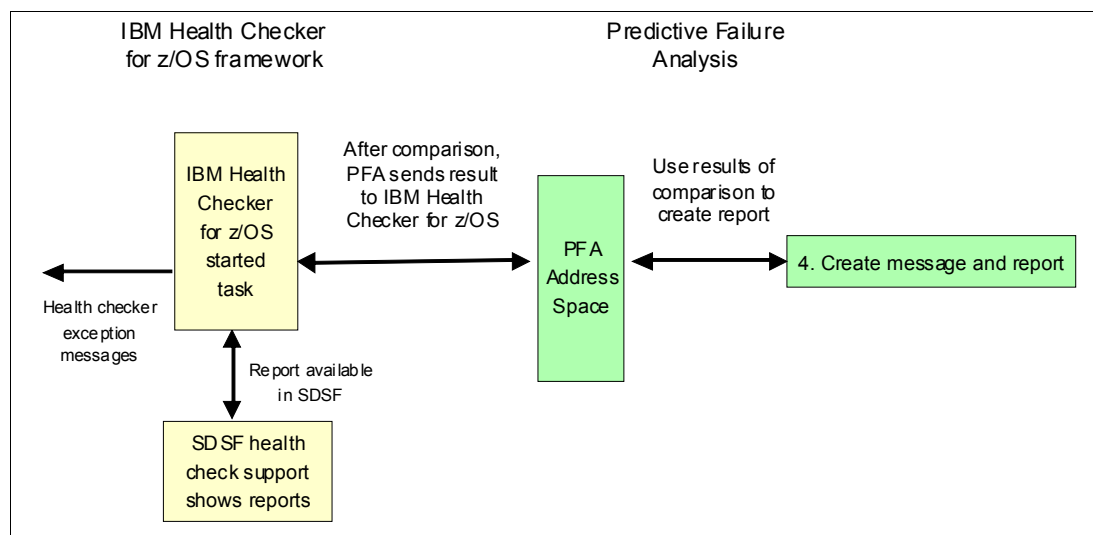 IBM Health Checker
for z/OS framework
Predictive Failure
Analysis
IBM Health
Checker
for z/OS
started
task
After comparison,
PFA sends result
to IBM Health
Checker for z/OS
PFA
Address
Space
Use results of
comparison to
create report
4. Create message and report
Health checker
exception
messages
Report available
in SDSF
SDSF health
check support
shows reports